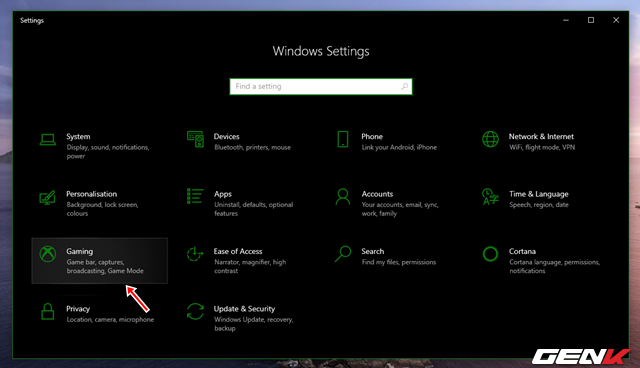 Settings
Windows Settings
Find a setting
System
Display, sound, notifications,
power
Devices
Bluetooth, printers, mouse
Phone
Link your Android, iPhone
Network & Internet
WiFi, flight mode, VPN
Personalisation
Background, lock screen,
colours
Apps
Uninstall, defaults, optional
features
Accounts
Your accounts, email, sync,
work, family
Time & Language
Speech, region, date
Gaming
Game bar, captures,
broadcasting, Game Mode
Ease of Access
Narrator, magnifier, high
contrast
Search
Find my files, permissions
Cortana
Cortana language, permissions,
notifications
Privacy
Location, camera, microphone
Update & Security
Windows Update, recovery,
backup
GENK